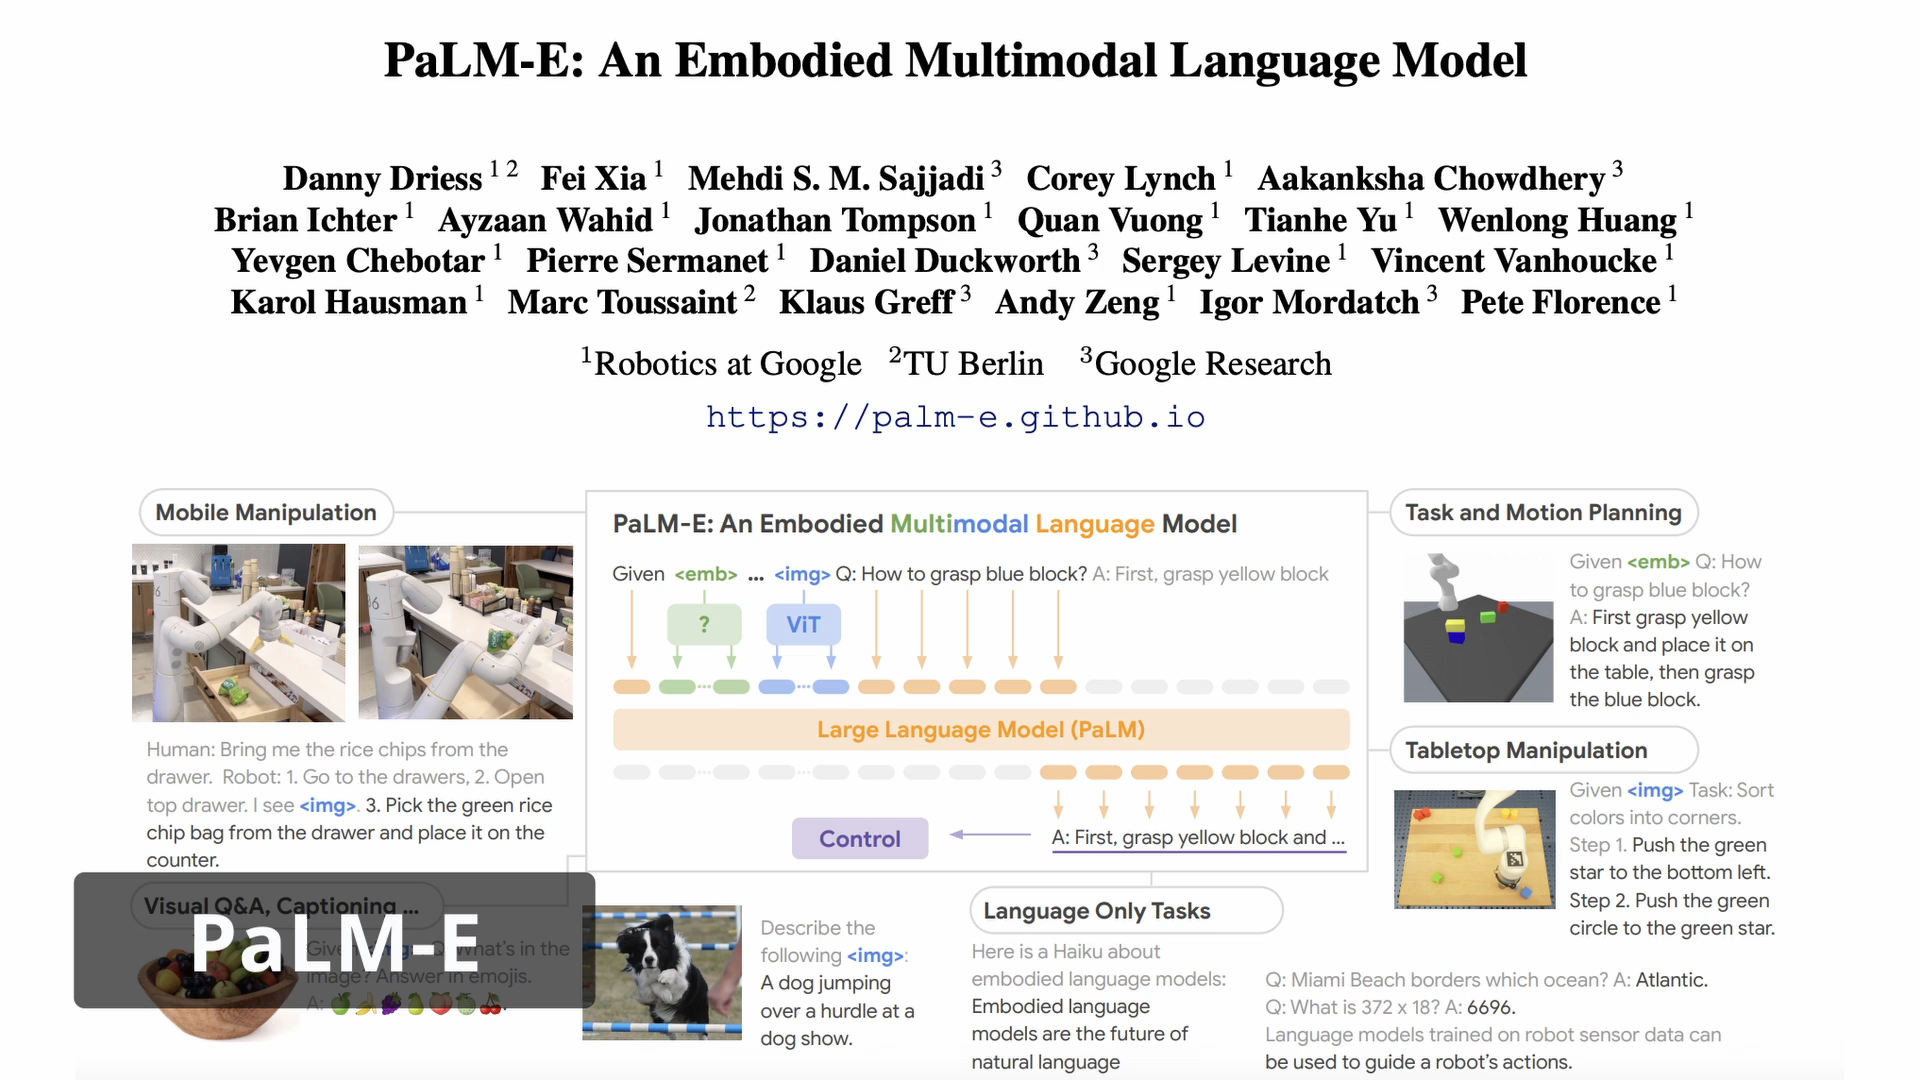 PaLM-E: An Embodied Multimodal Language Model
Danny Driess 1 2 Fei Xia 1 Mehdi S. M. Sajjadi 3 Corey Lynch 1 Aakanksha Chowdhery 3
Brian Ichter 1 Ayzaan Wahid 1 Jonathan Tompson 1 Quan Vuong 1 Tianhe Yu 1 Wenlong Huang 1
Yevgen Chebotar 1 Pierre Sermanet 1 Daniel Duckworth 3 Sergey Levine 1 Vincent Vanhoucke 1
Karol Hausman 1 Marc Toussaint 2 Klaus Greff 3 Andy Zeng 1 Igor Mordatch 3 Pete Florence 1
1Robotics at Google 2TU Berlin 3Google Research
https://palm-e.github.io
Mobile Manipulation
Human: Bring me the rice chips from the
drawer. Robot: 1. Go to the drawers, 2. Open
top drawer. I see <img>. 3. Pick the green rice
chip bag from the drawer and place it on the
counter.
PaLM-E: An Embodied Multimodal Language Model
Given <emb> ... <img> Q: How to grasp blue block? A: First, grasp yellow block
? ViT
Large Language Model (PaLM)
Control
A: First, grasp yellow block and ...
Task and Motion Planning
Given <emb> Q: How
to grasp blue block?
A: First grasp yellow
block and place it on
the table, then grasp
the blue block.
Tabletop Manipulation
Given <img> Task: Sort
colors into corners.
Step 1. Push the green
star to the bottom left.
Step 2. Push the green
circle to the green star.
Visual Q&A, Captioning ...
PaLM-E
What's in the
image? Answer in emojis.
A: 🍏🍌🍇🍐🍑🍈🍒.
Describe the
following <img>:
A dog jumping
over a hurdle at a
dog show.
Language Only Tasks
Here is a Haiku about
embodied language models:
Embodied language
models are the future of
natural language
Q: Miami Beach borders which ocean? A: Atlantic.
Q: What is 372 x 18? A: 6696.
Language models trained on robot sensor data can
be used to guide a robot's actions.